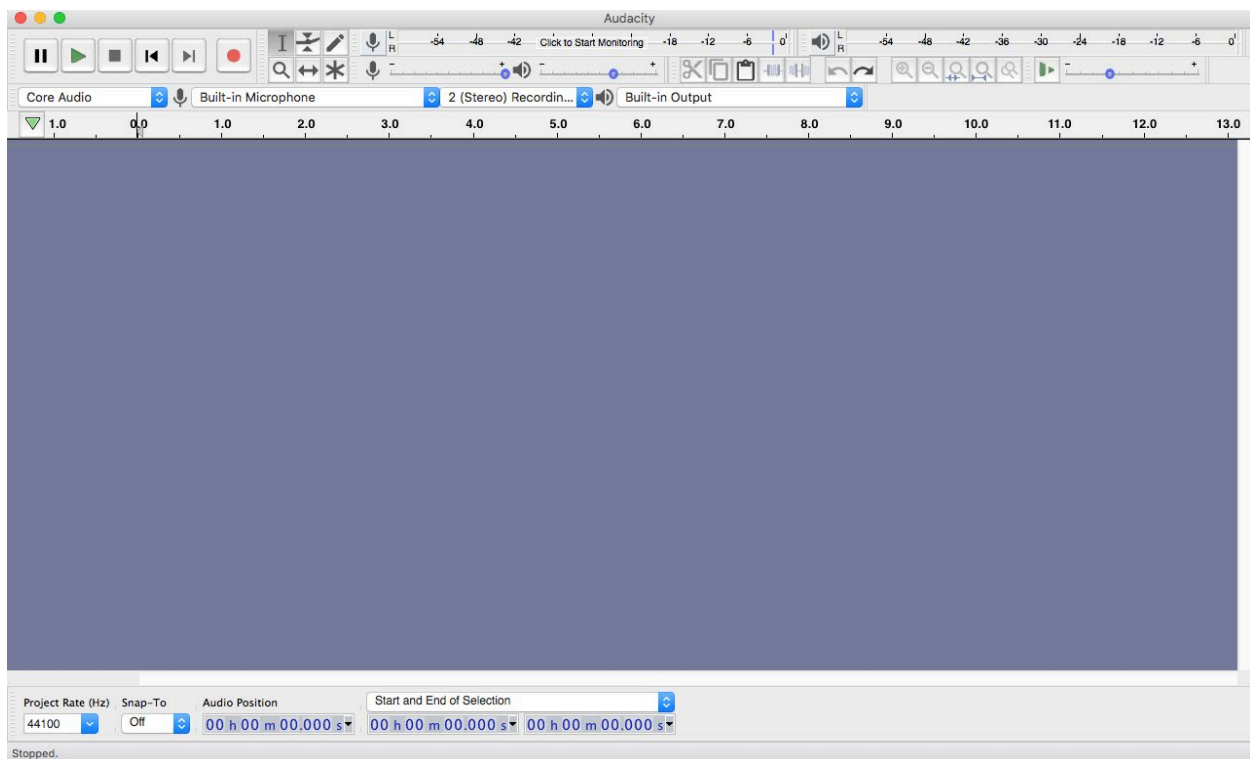 Audacity
L
R
-54 -48 -42 Click to Start Monitoring -18 -12 -6 0
L
R
-54 -48 -42 -36 -30 -24 -18 -12 -6 0
- + - + - +
Core Audio Built-in Microphone 2 (Stereo) Recordin... Built-in Output
1.0 0.0 1.0 2.0 3.0 4.0 5.0 6.0 7.0 8.0 9.0 10.0 11.0 12.0 13.0
Project Rate (Hz) Snap-To Audio Position Start and End of Selection
44100 Off 00 h 00 m 00.000 s 00 h 00 m 00.000 s 00 h 00 m 00.000 s
Stopped.